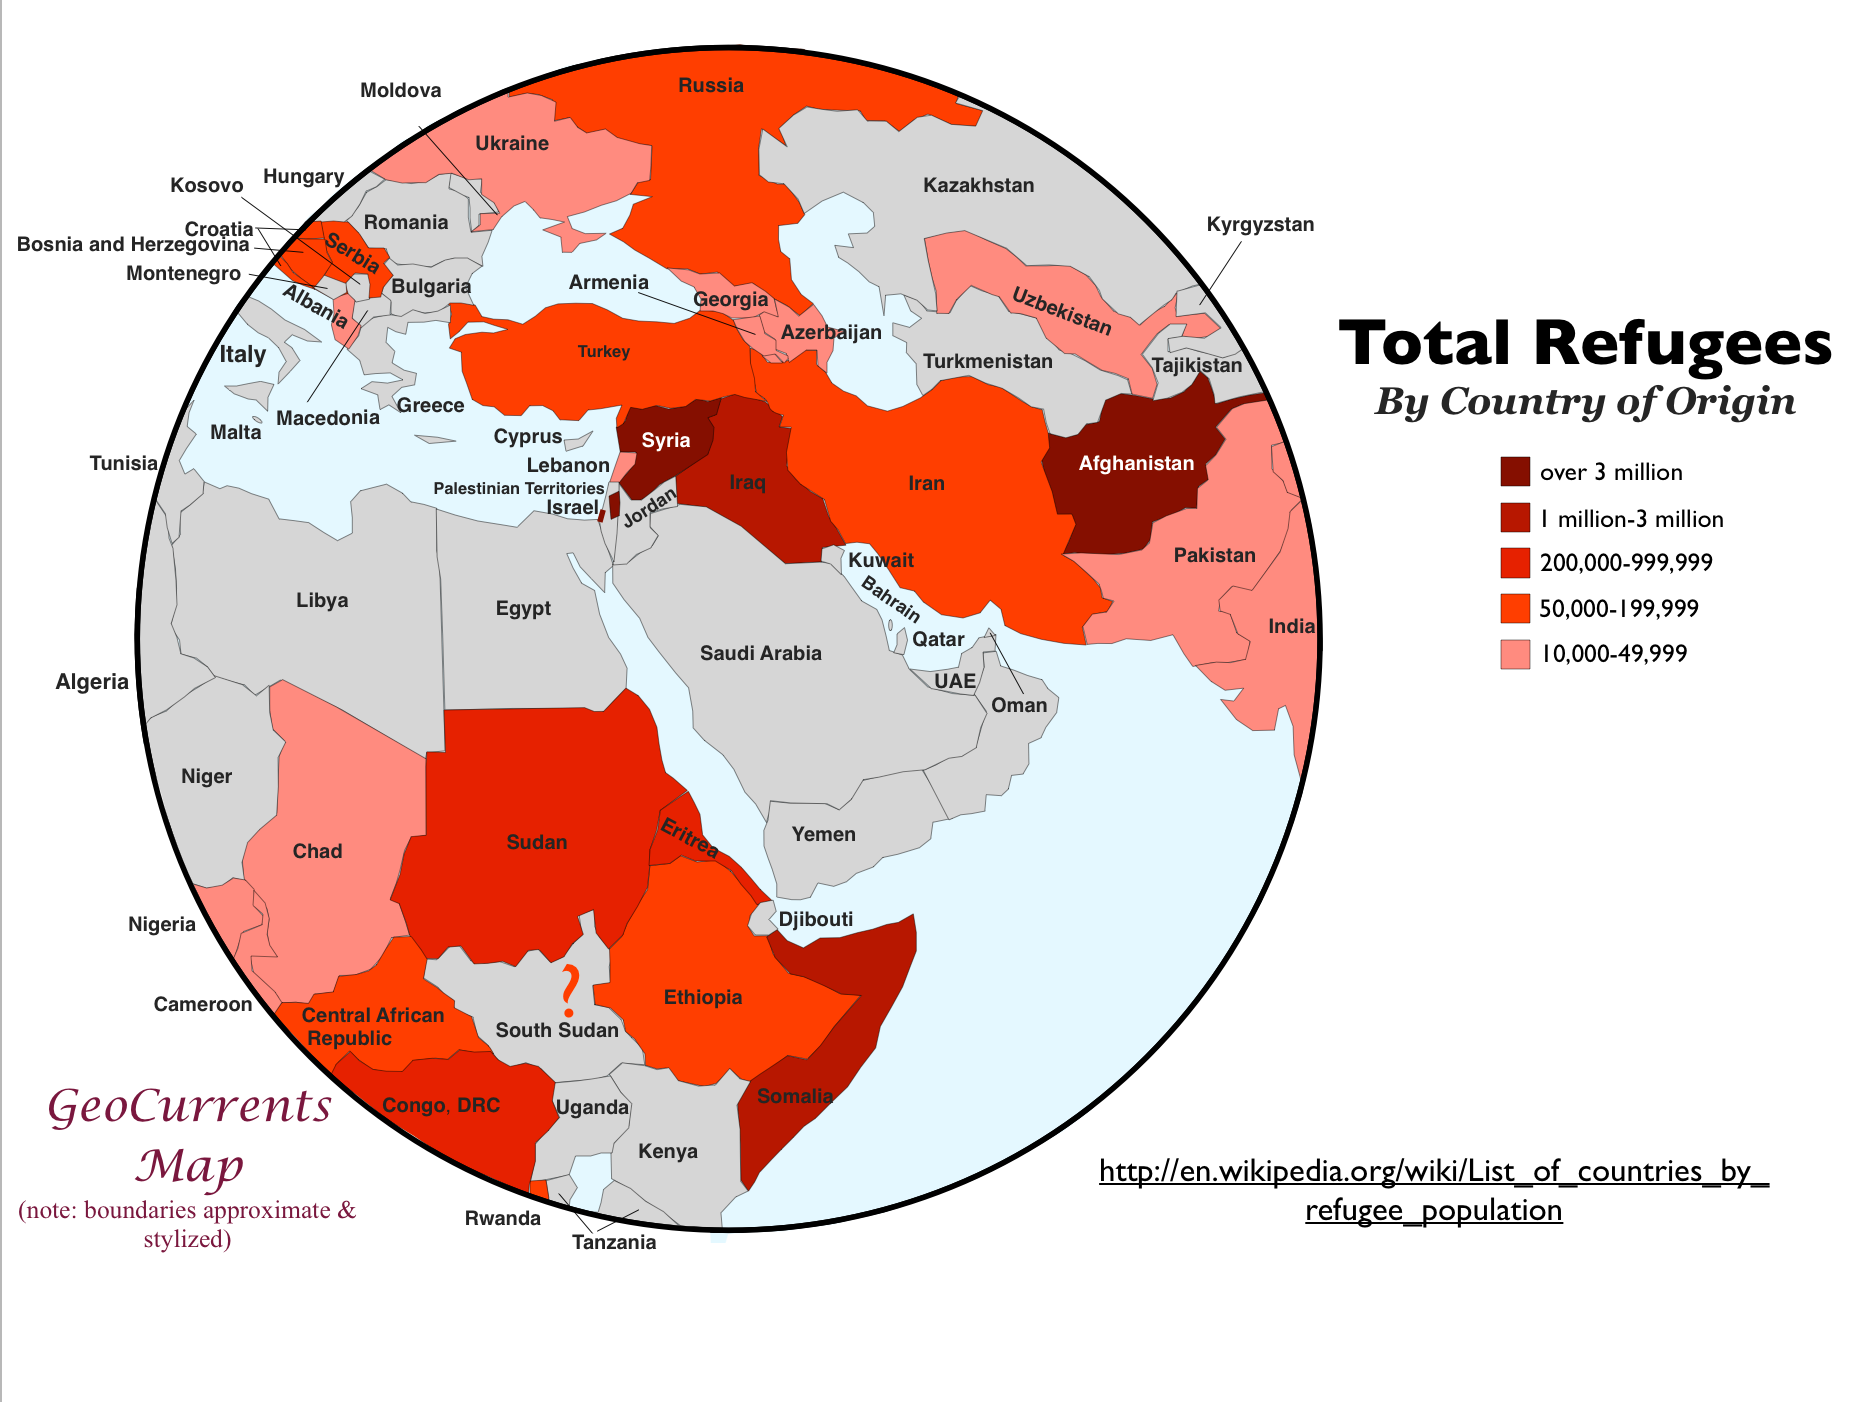 Russia
Moldova
Ukraine
Hungary
Kosovo
Kazakhstan
Romania
Kyrgyzstan
Croatia
Bosnia and Herzegovina
Serbia
Montenegro
Albania
Bulgaria
Armenia
Georgia
Uzbekistan
Azerbaijan
Italy
Turkey
Turkmenistan
Tajikistan
Total Refugees
By Country of Origin
Greece
Macedonia
Malta
Cyprus
Syria
Tunisia
Lebanon
Afghanistan
over 3 million
Palestinian Territories
Iraq
Iran
Israel
Jordan
1 million-3 million
Kuwait
Pakistan
200,000-999,999
Bahrain
Libya
Egypt
50,000-199,999
India
Qatar
Saudi Arabia
10,000-49,999
Algeria
UAE
Oman
Niger
Yemen
Sudan
Eritrea
Chad
Nigeria
Djibouti
Ethiopia
?
Cameroon
Central African
Republic
South Sudan
Somalia
Congo, DRC
Uganda
Kenya
GeoCurrents
Map
(note: boundaries approximate &
stylized)
Rwanda
Tanzania
http://en.wikipedia.org/wiki/List_of_countries_by_
refugee_population